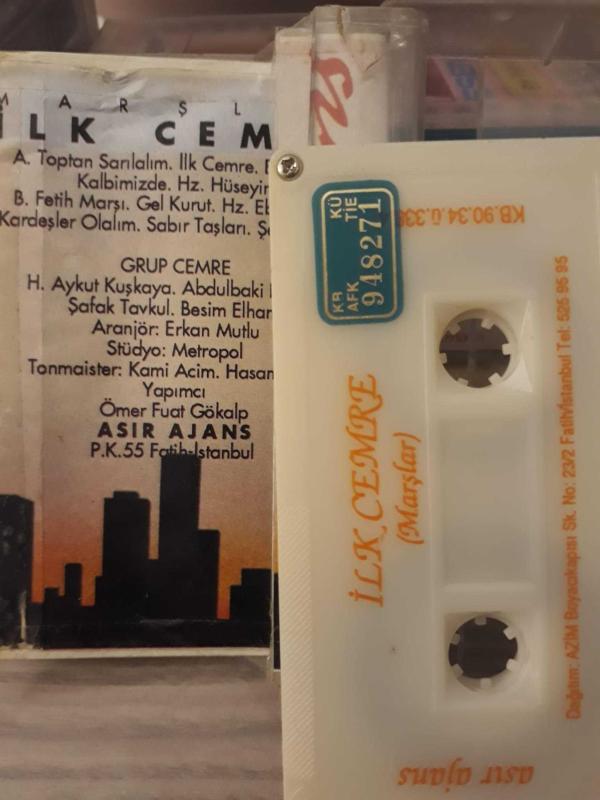 MARŞL
İLK CEM
A. Toptan Sarılalım. İlk Cemre.
Kalbimizde. Hz. Hüseyin
B. Fetih Marşı. Gel Kurut. Hz.
Kardeşler Olalım. Sabır Taşları.
GRUP CEMRE
H. Aykut Kuşkaya. Abdulbaki
Şafak Tavkul. Besim Elhan
Aranjör: Erkan Mutlu
Stüdyo: Metropol
Tonmaister: Kami Acim. Hasan
Yapımcı
Ömer Fuat Gökalp
ASIR AJANS
P.K.55 Fatih-İstanbul
KR KÜ
AFK TİE
948271
KB.90.34.ü.338
İLK CEMRE
(Marşlar)
Dağıtım: AZİM Boyacıkapısı Sk. No: 23/2 Fatih/İstanbul Tel: 525 95 95
asır ajans